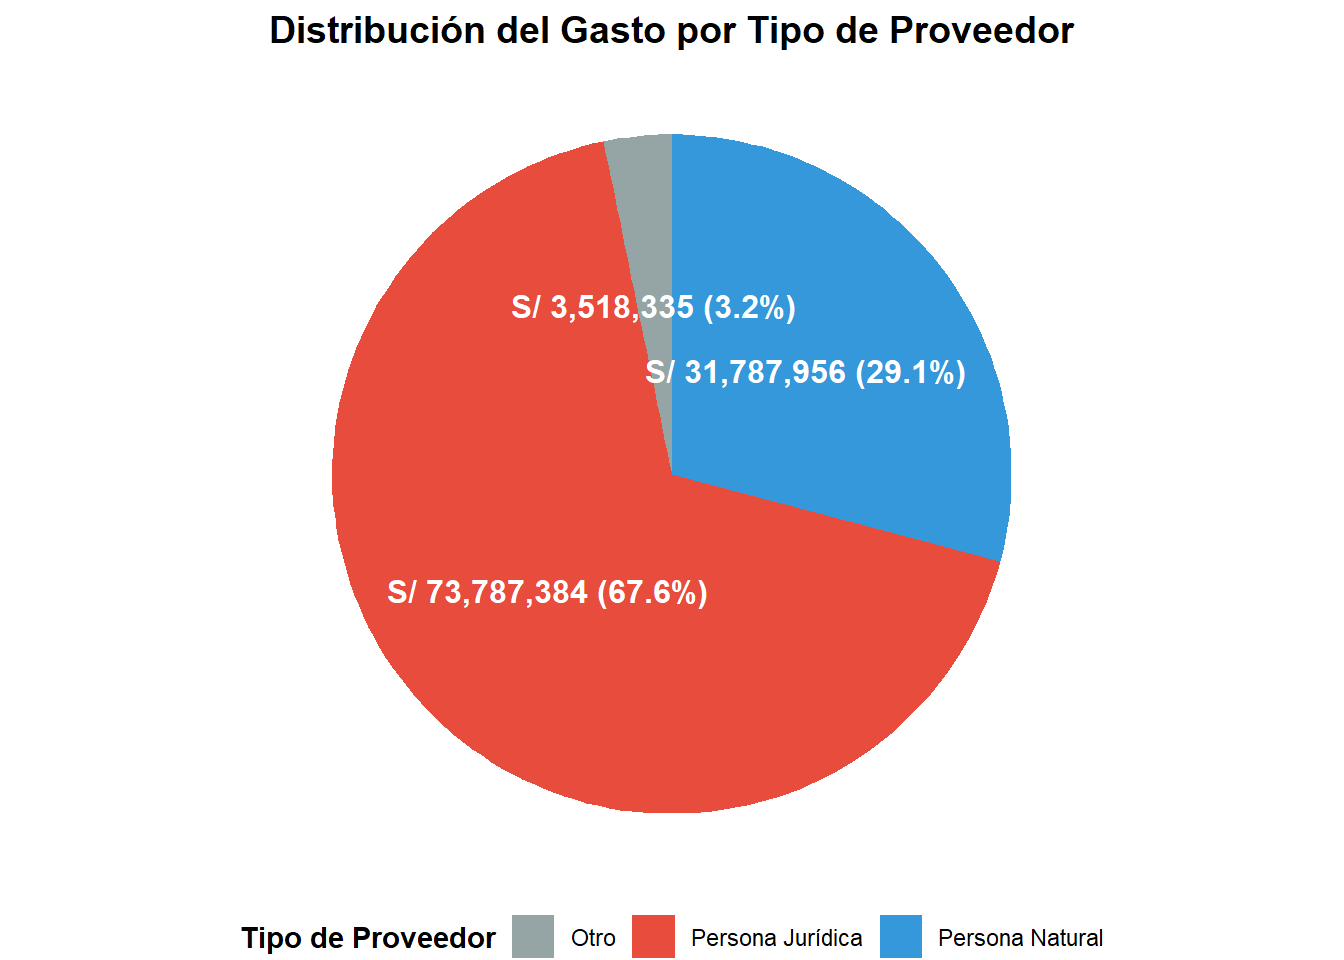 Distribución del Gasto por Tipo de Proveedor
S/ 3,518,335 (3.2%)
S/ 31,787,956 (29.1%)
S/ 73,787,384 (67.6%)
Tipo de Proveedor Otro Persona Jurídica Persona Natural